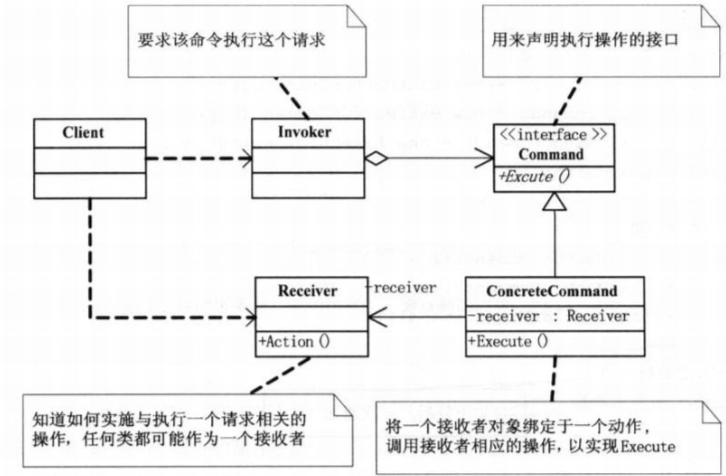 要求该命令执行这个请求
用来声明执行操作的接口
Client
Invoker
<<interface >>
Command
+Excute ()
Receiver
-receiver
ConcreteCommand
-receiver : Receiver
+Action ()
+Execute ()
知道如何实施与执行一个请求相关的
操作，任何类都可能作为一个接收者
将一个接收者对象绑定于一个动作，
调用接收者相应的操作，以实现Execute